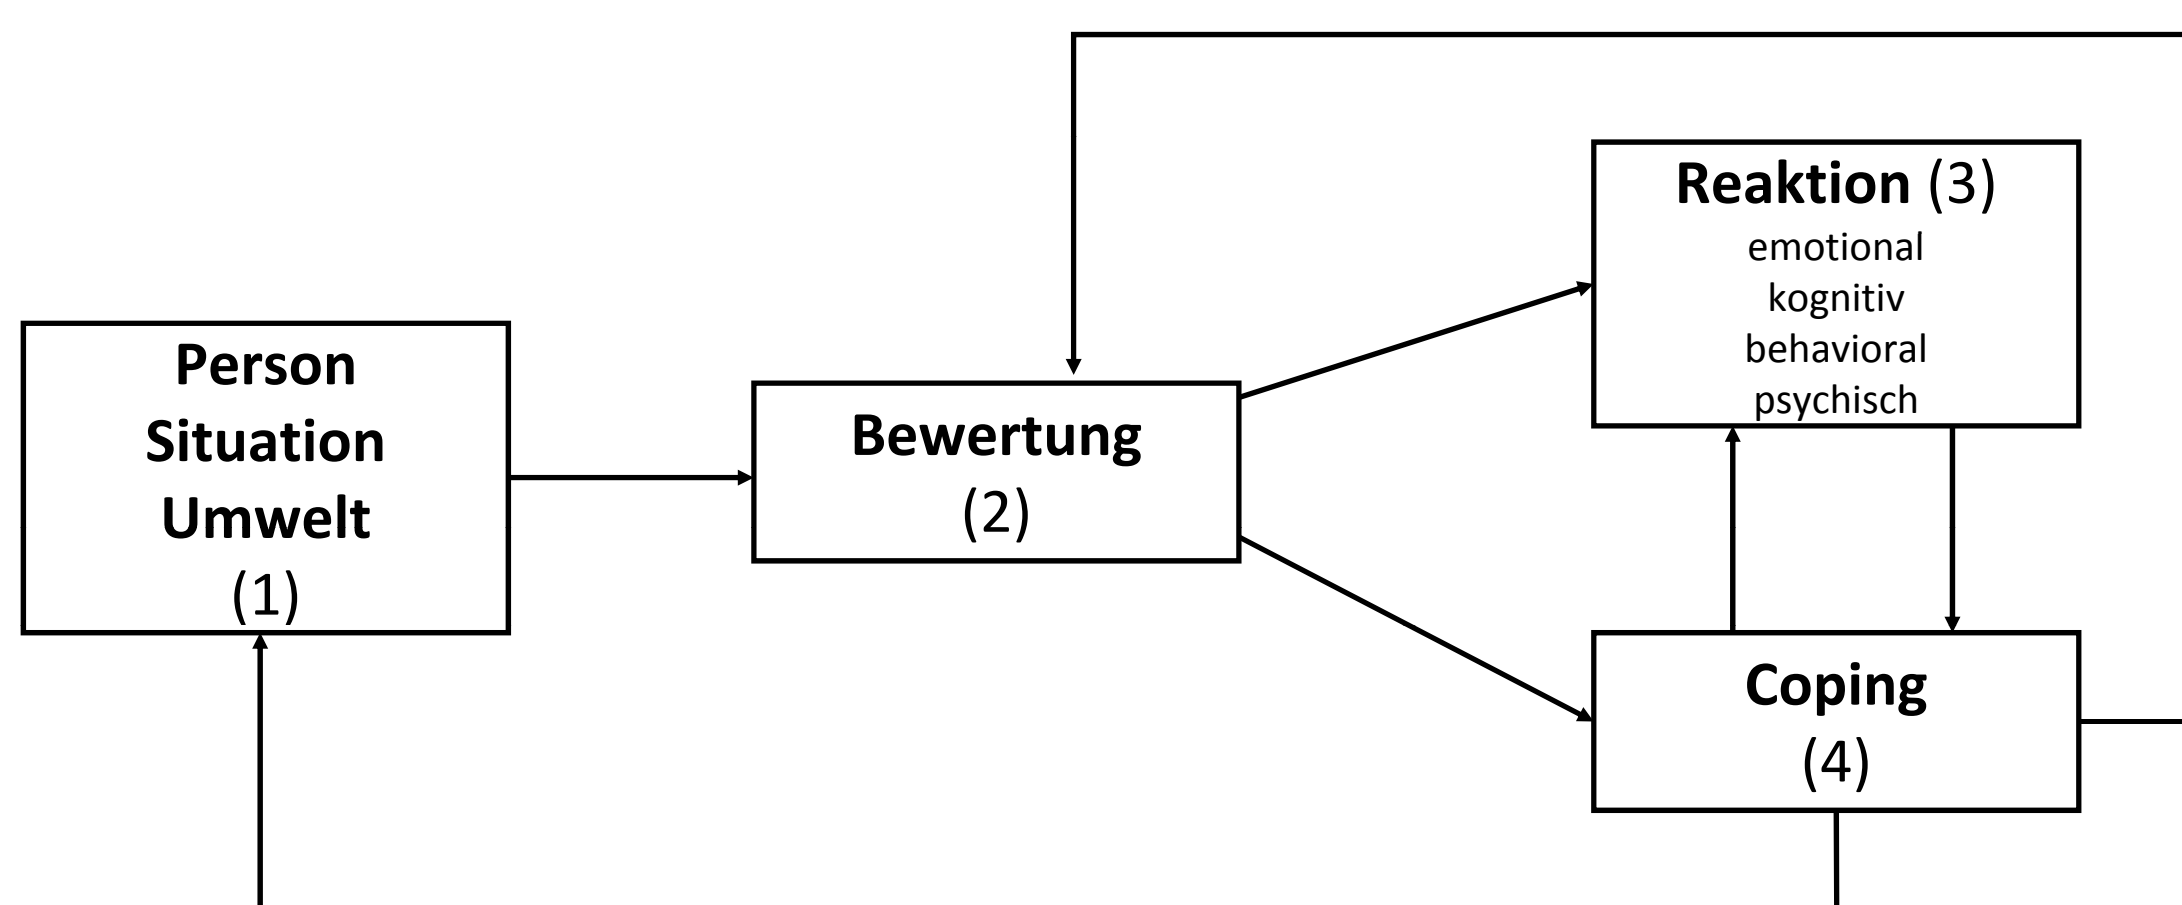 Person
Situation
Umwelt
(1)
Bewertung
(2)
Reaktion (3)
emotional
kognitiv
behavioral
psychisch
Coping
(4)